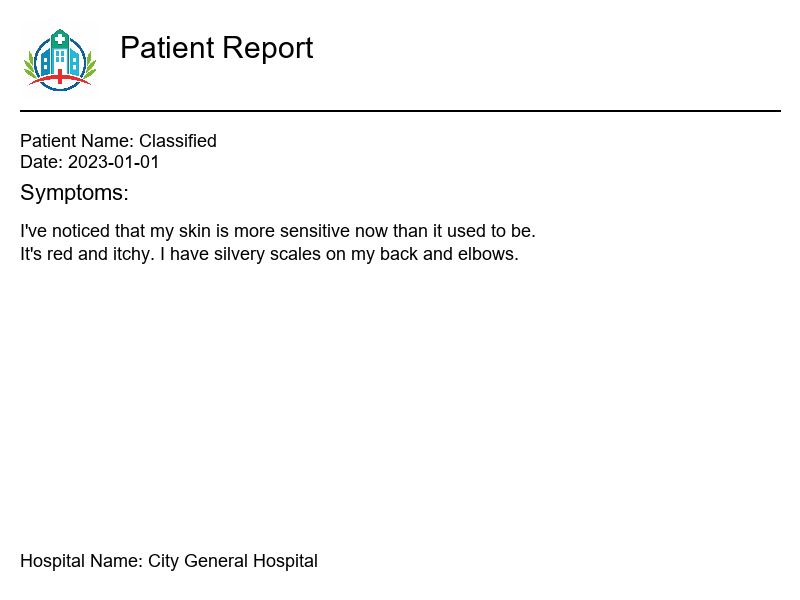 Patient Report
Patient Name: Classified
Date: 2023-01-01
Symptoms:
I've noticed that my skin is more sensitive now than it used to be.
It's red and itchy. I have silvery scales on my back and elbows.
Hospital Name: City General Hospital